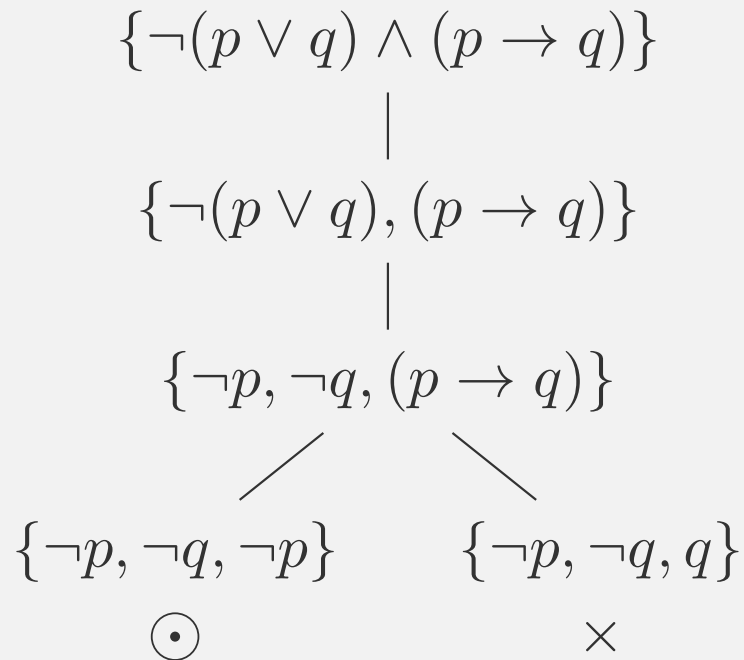 {¬(p ∨ q) ∧ (p → q)}
{¬(p ∨ q), (p → q)}
{¬p, ¬q, (p → q)}
{¬p, ¬q, ¬p} {¬p, ¬q, q}
⊙ ×